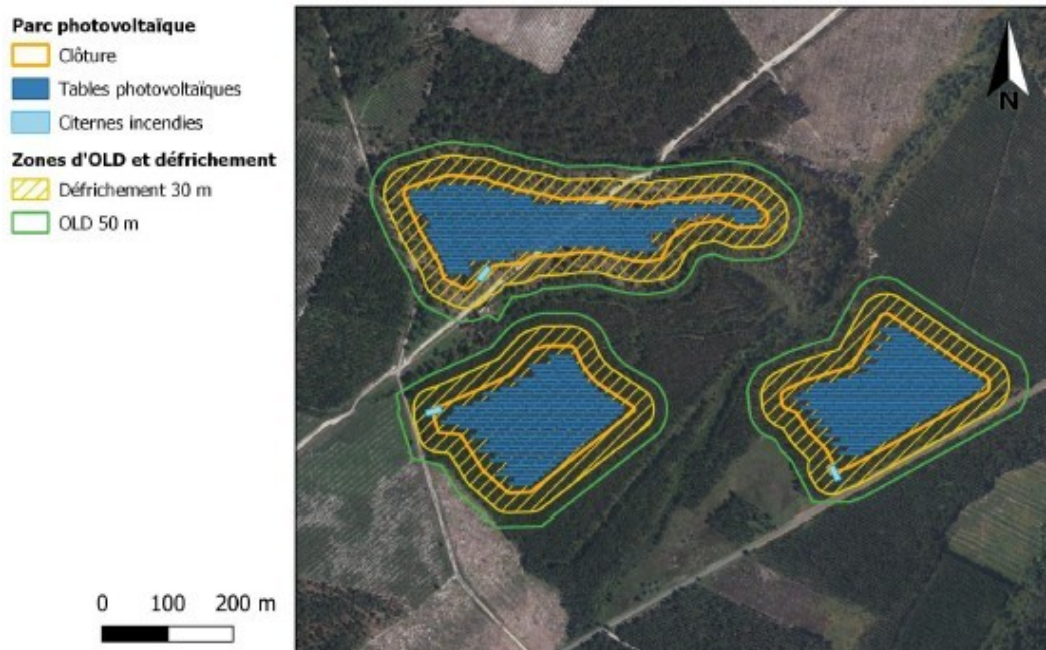 Parc photovoltaïque
Clôture
Tables photovoltaïques
Citernes incendies
Zones d'OLD et défrichement
Défrichement 30 m
OLD 50 m
N
0 100 200 m